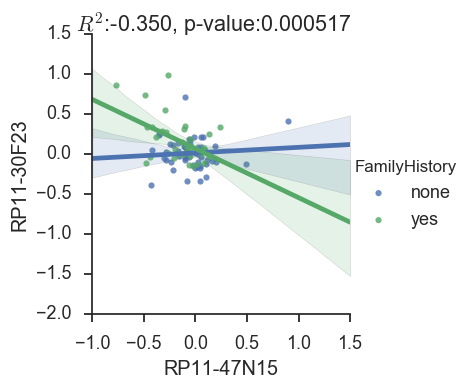 R²:-0.350, p-value:0.000517
1.5
1.0
0.5
0.0
−0.5
−1.0
−1.5
−2.0
RP11-30F23
−1.0 −0.5 0.0 0.5 1.0 1.5
RP11-47N15
FamilyHistory
none
yes